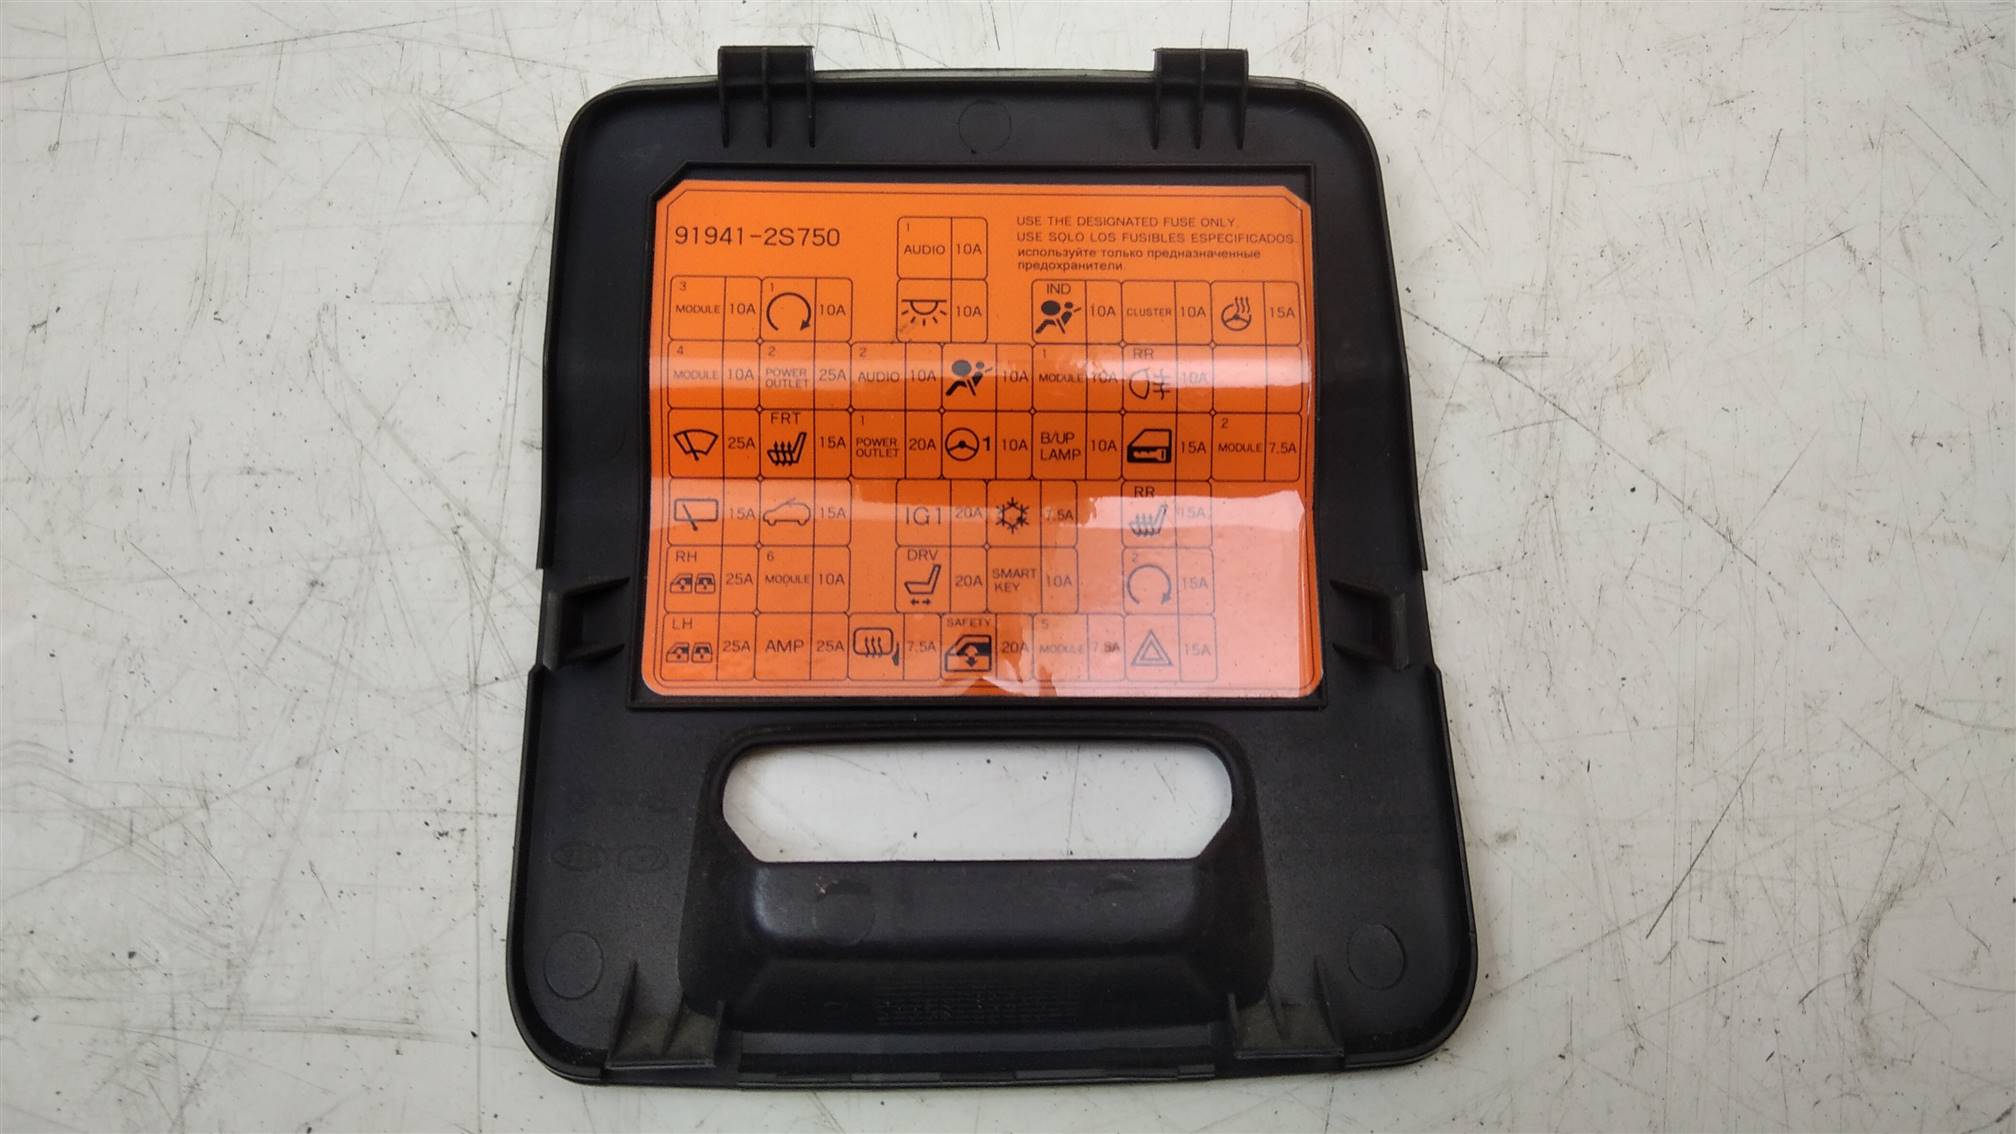 91941-2S750
1
AUDIO 10A
USE THE DESIGNATED FUSE ONLY.
USE SOLO LOS FUSIBLES ESPECIFICADOS.
используйте только предназначенные
предохранители.
3 MODULE 10A 1 10A 10A IND 10A CLUSTER 10A 15A
4 MODULE 10A 2 POWER OUTLET 25A 2 AUDIO 10A 10A 1 MODULE 10A RR 10A
25A FRT 15A 1 POWER OUTLET 20A 1 10A B/UP LAMP 10A 15A 2 MODULE 7.5A
15A 15A IG1 20A 7.5A RR 15A
RH 25A 6 MODULE 10A DRV 20A SMART KEY 10A 2 15A
LH 25A AMP 25A 7.5A SAFETY 20A 5 MODULE 7.5A 15A